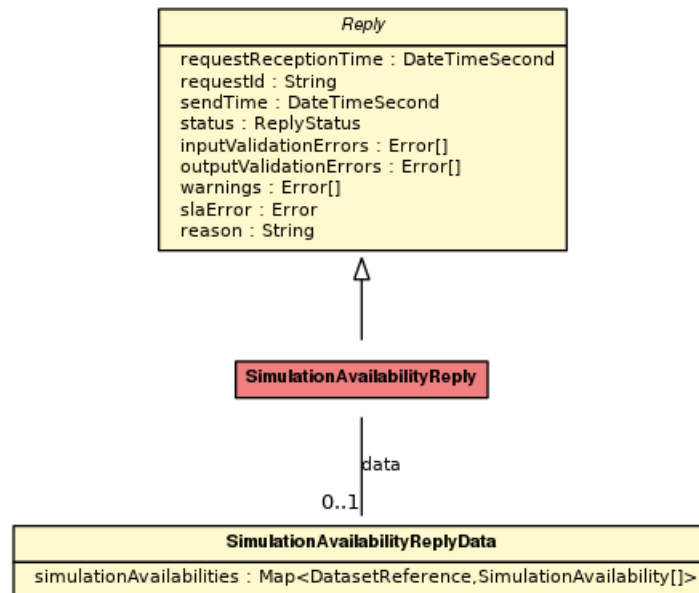 Reply
requestReceptionTime : DateTimeSecond
requestId : String
sendTime : DateTimeSecond
status : ReplyStatus
inputValidationErrors : Error[]
outputValidationErrors : Error[]
warnings : Error[]
slaError : Error
reason : String
SimulationAvailabilityReply
data
0..1
SimulationAvailabilityReplyData
simulationAvailabilities : Map<DatasetReference,SimulationAvailability[]>